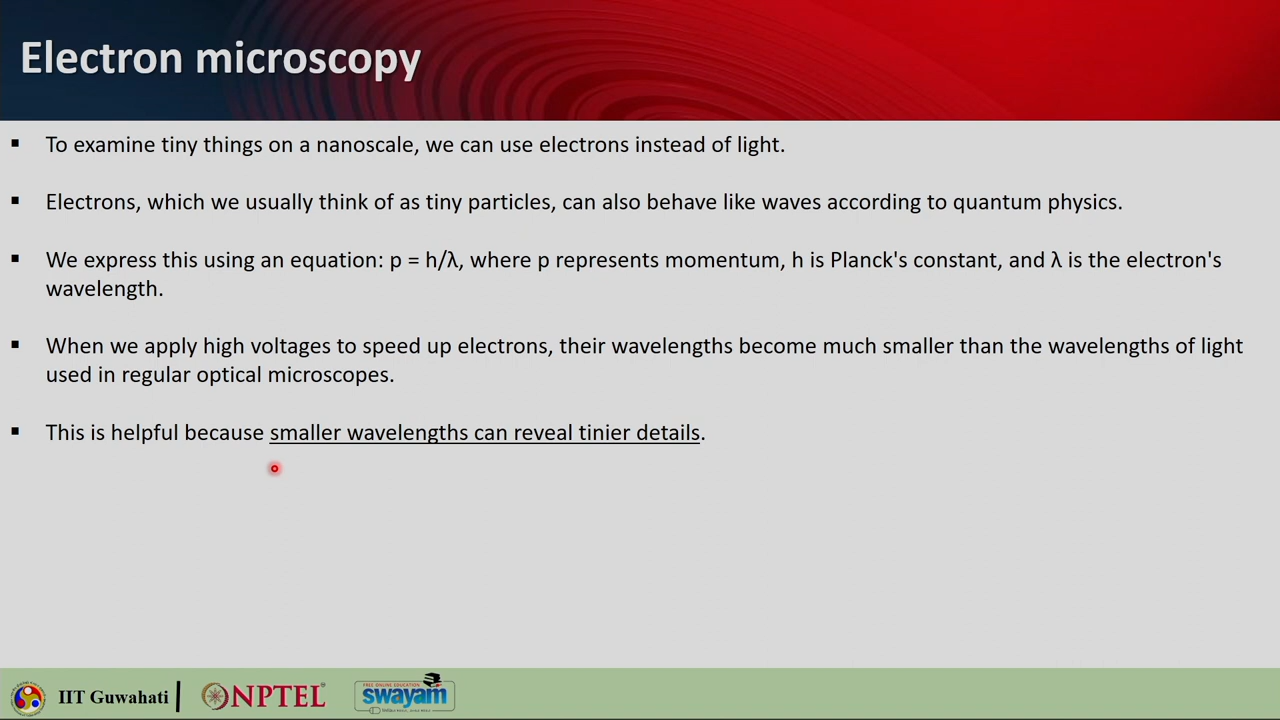 Electron microscopy
▪ To examine tiny things on a nanoscale, we can use electrons instead of light.
▪ Electrons, which we usually think of as tiny particles, can also behave like waves according to quantum physics.
▪ We express this using an equation: p = h/λ, where p represents momentum, h is Planck's constant, and λ is the electron's
wavelength.
▪ When we apply high voltages to speed up electrons, their wavelengths become much smaller than the wavelengths of light
used in regular optical microscopes.
▪ This is helpful because smaller wavelengths can reveal tinier details.
IIT Guwahati
NPTEL
FREE ONLINE EDUCATION
swayam